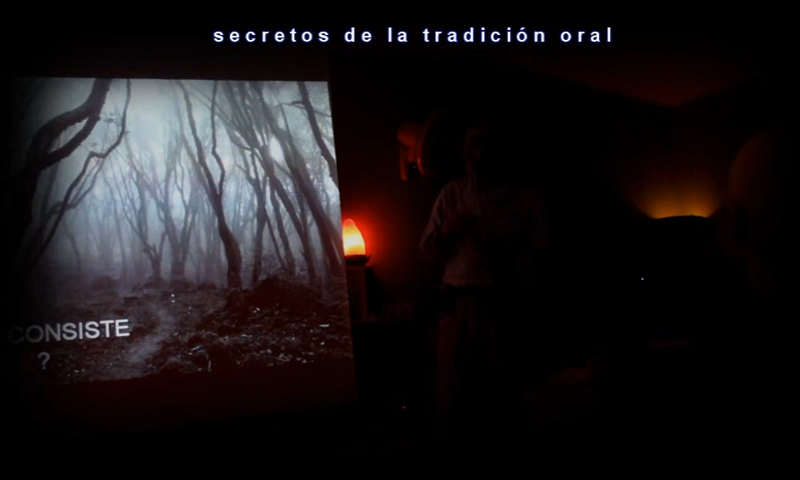 secretos de la tradición oral
CONSISTE
?